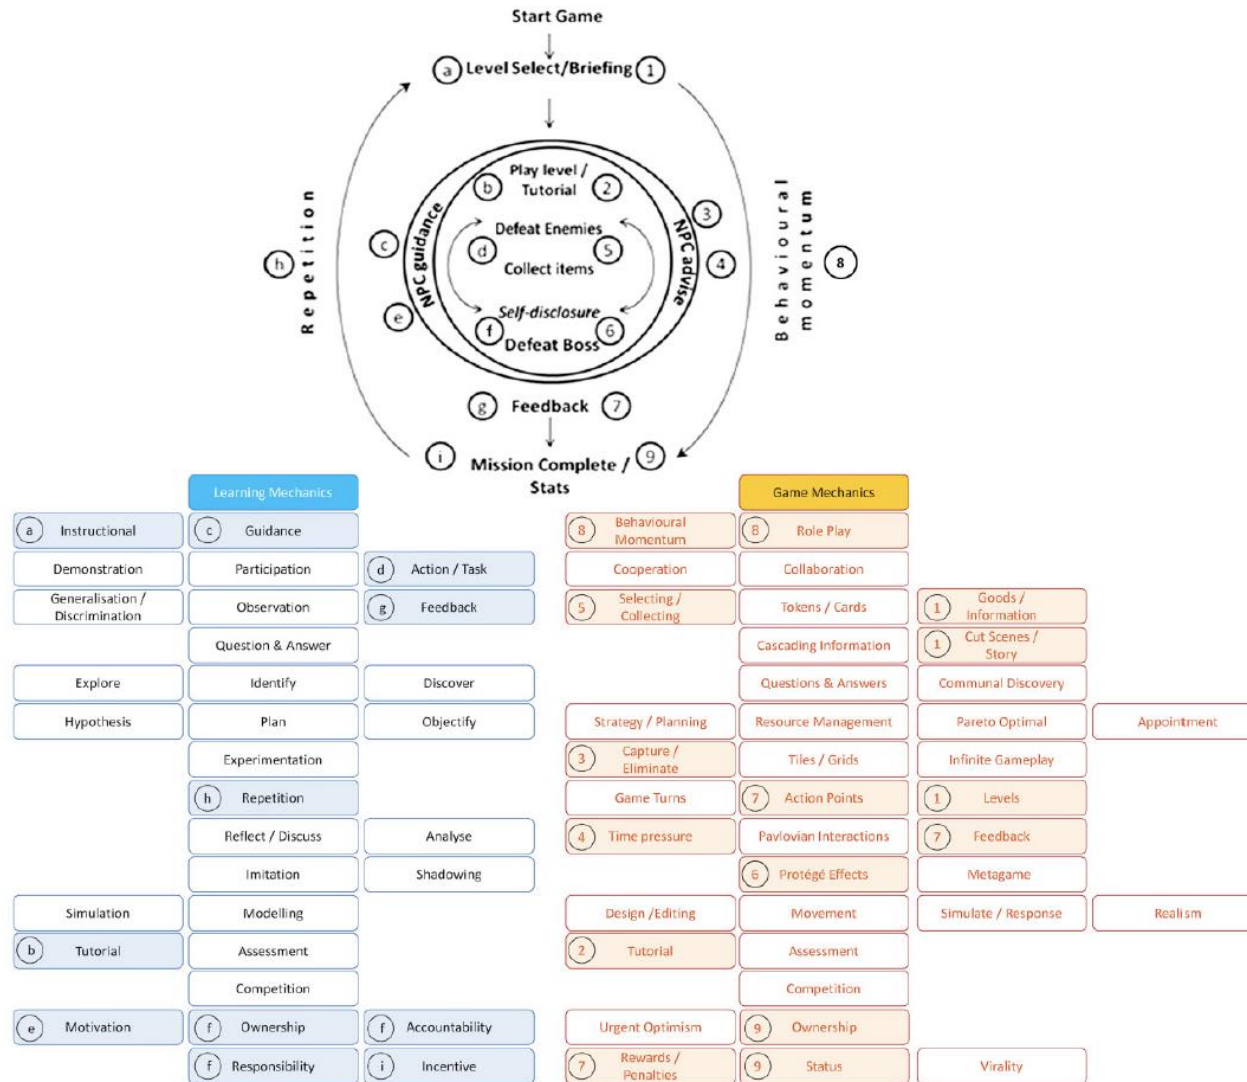 Start Game
a Level Select/Briefing 1
Play level /
b Tutorial 2
Defeat Enemies
d 5
Collect items
Self-disclosure
f 6
Defeat Boss
NPC guidance
NPC advise
c
e
3
4
h Repetition
Behavioural
momentum
8
g Feedback 7
i Mission Complete / 9
Stats
Learning Mechanics
a Instructional c Guidance
Demonstration Participation d Action / Task
Generalisation /
Discrimination
Observation g Feedback
Question & Answer
Explore Identify Discover
Hypothesis Plan Objectify
Experimentation
h Repetition
Reflect / Discuss Analyse
Imitation Shadowing
Simulation Modelling
b Tutorial Assessment
Competition
e Motivation f Ownership f Accountability
f Responsibility i Incentive
Game Mechanics
8 Behavioural
Momentum
8 Role Play
Cooperation Collaboration
5 Selecting /
Collecting
Tokens / Cards
1 Goods /
Information
Cascading Information
1 Cut Scenes /
Story
Questions & Answers Communal Discovery
Strategy / Planning Resource Management Pareto Optimal Appointment
3 Capture /
Eliminate
Tiles / Grids Infinite Gameplay
Game Turns 7 Action Points 1 Levels
4 Time pressure Pavlovian Interactions 7 Feedback
6 Protégé Effects Metagame
Design /Editing Movement Simulate / Response Realism
2 Tutorial Assessment
Competition
Urgent Optimism 9 Ownership
7 Rewards /
Penalties
9 Status Virality